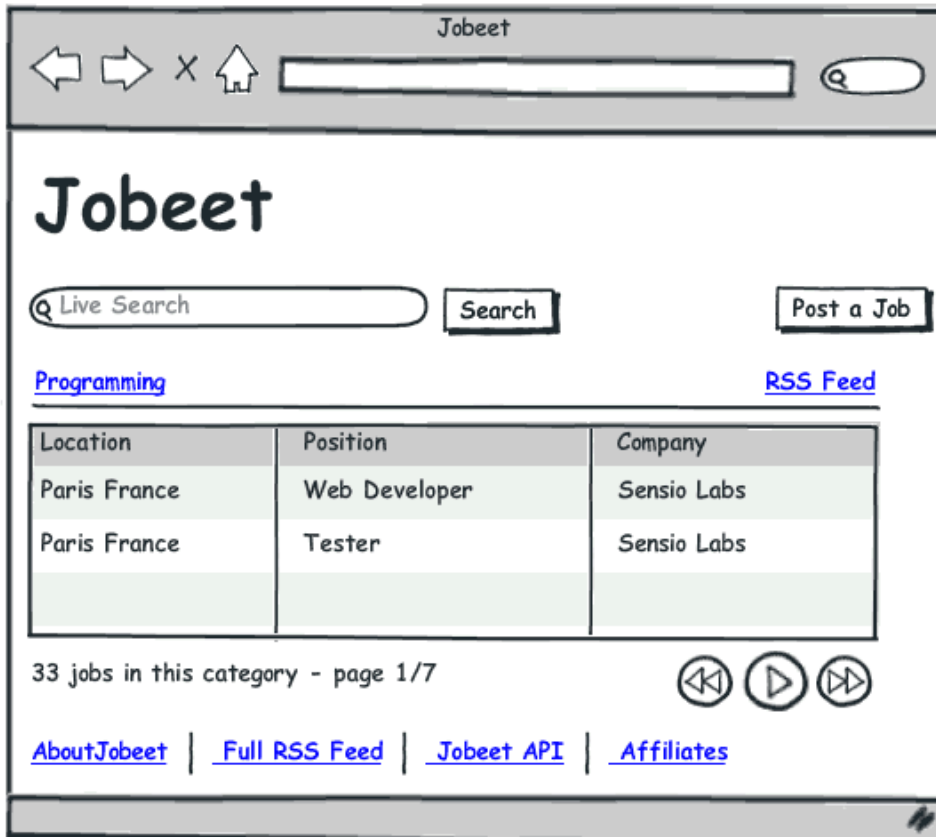 Jobeet
Jobeet
Live Search Search Post a Job
Programming RSS Feed
Location Position Company
Paris France Web Developer Sensio Labs
Paris France Tester Sensio Labs
33 jobs in this category - page 1/7
AboutJobeet Full RSS Feed Jobeet API Affiliates